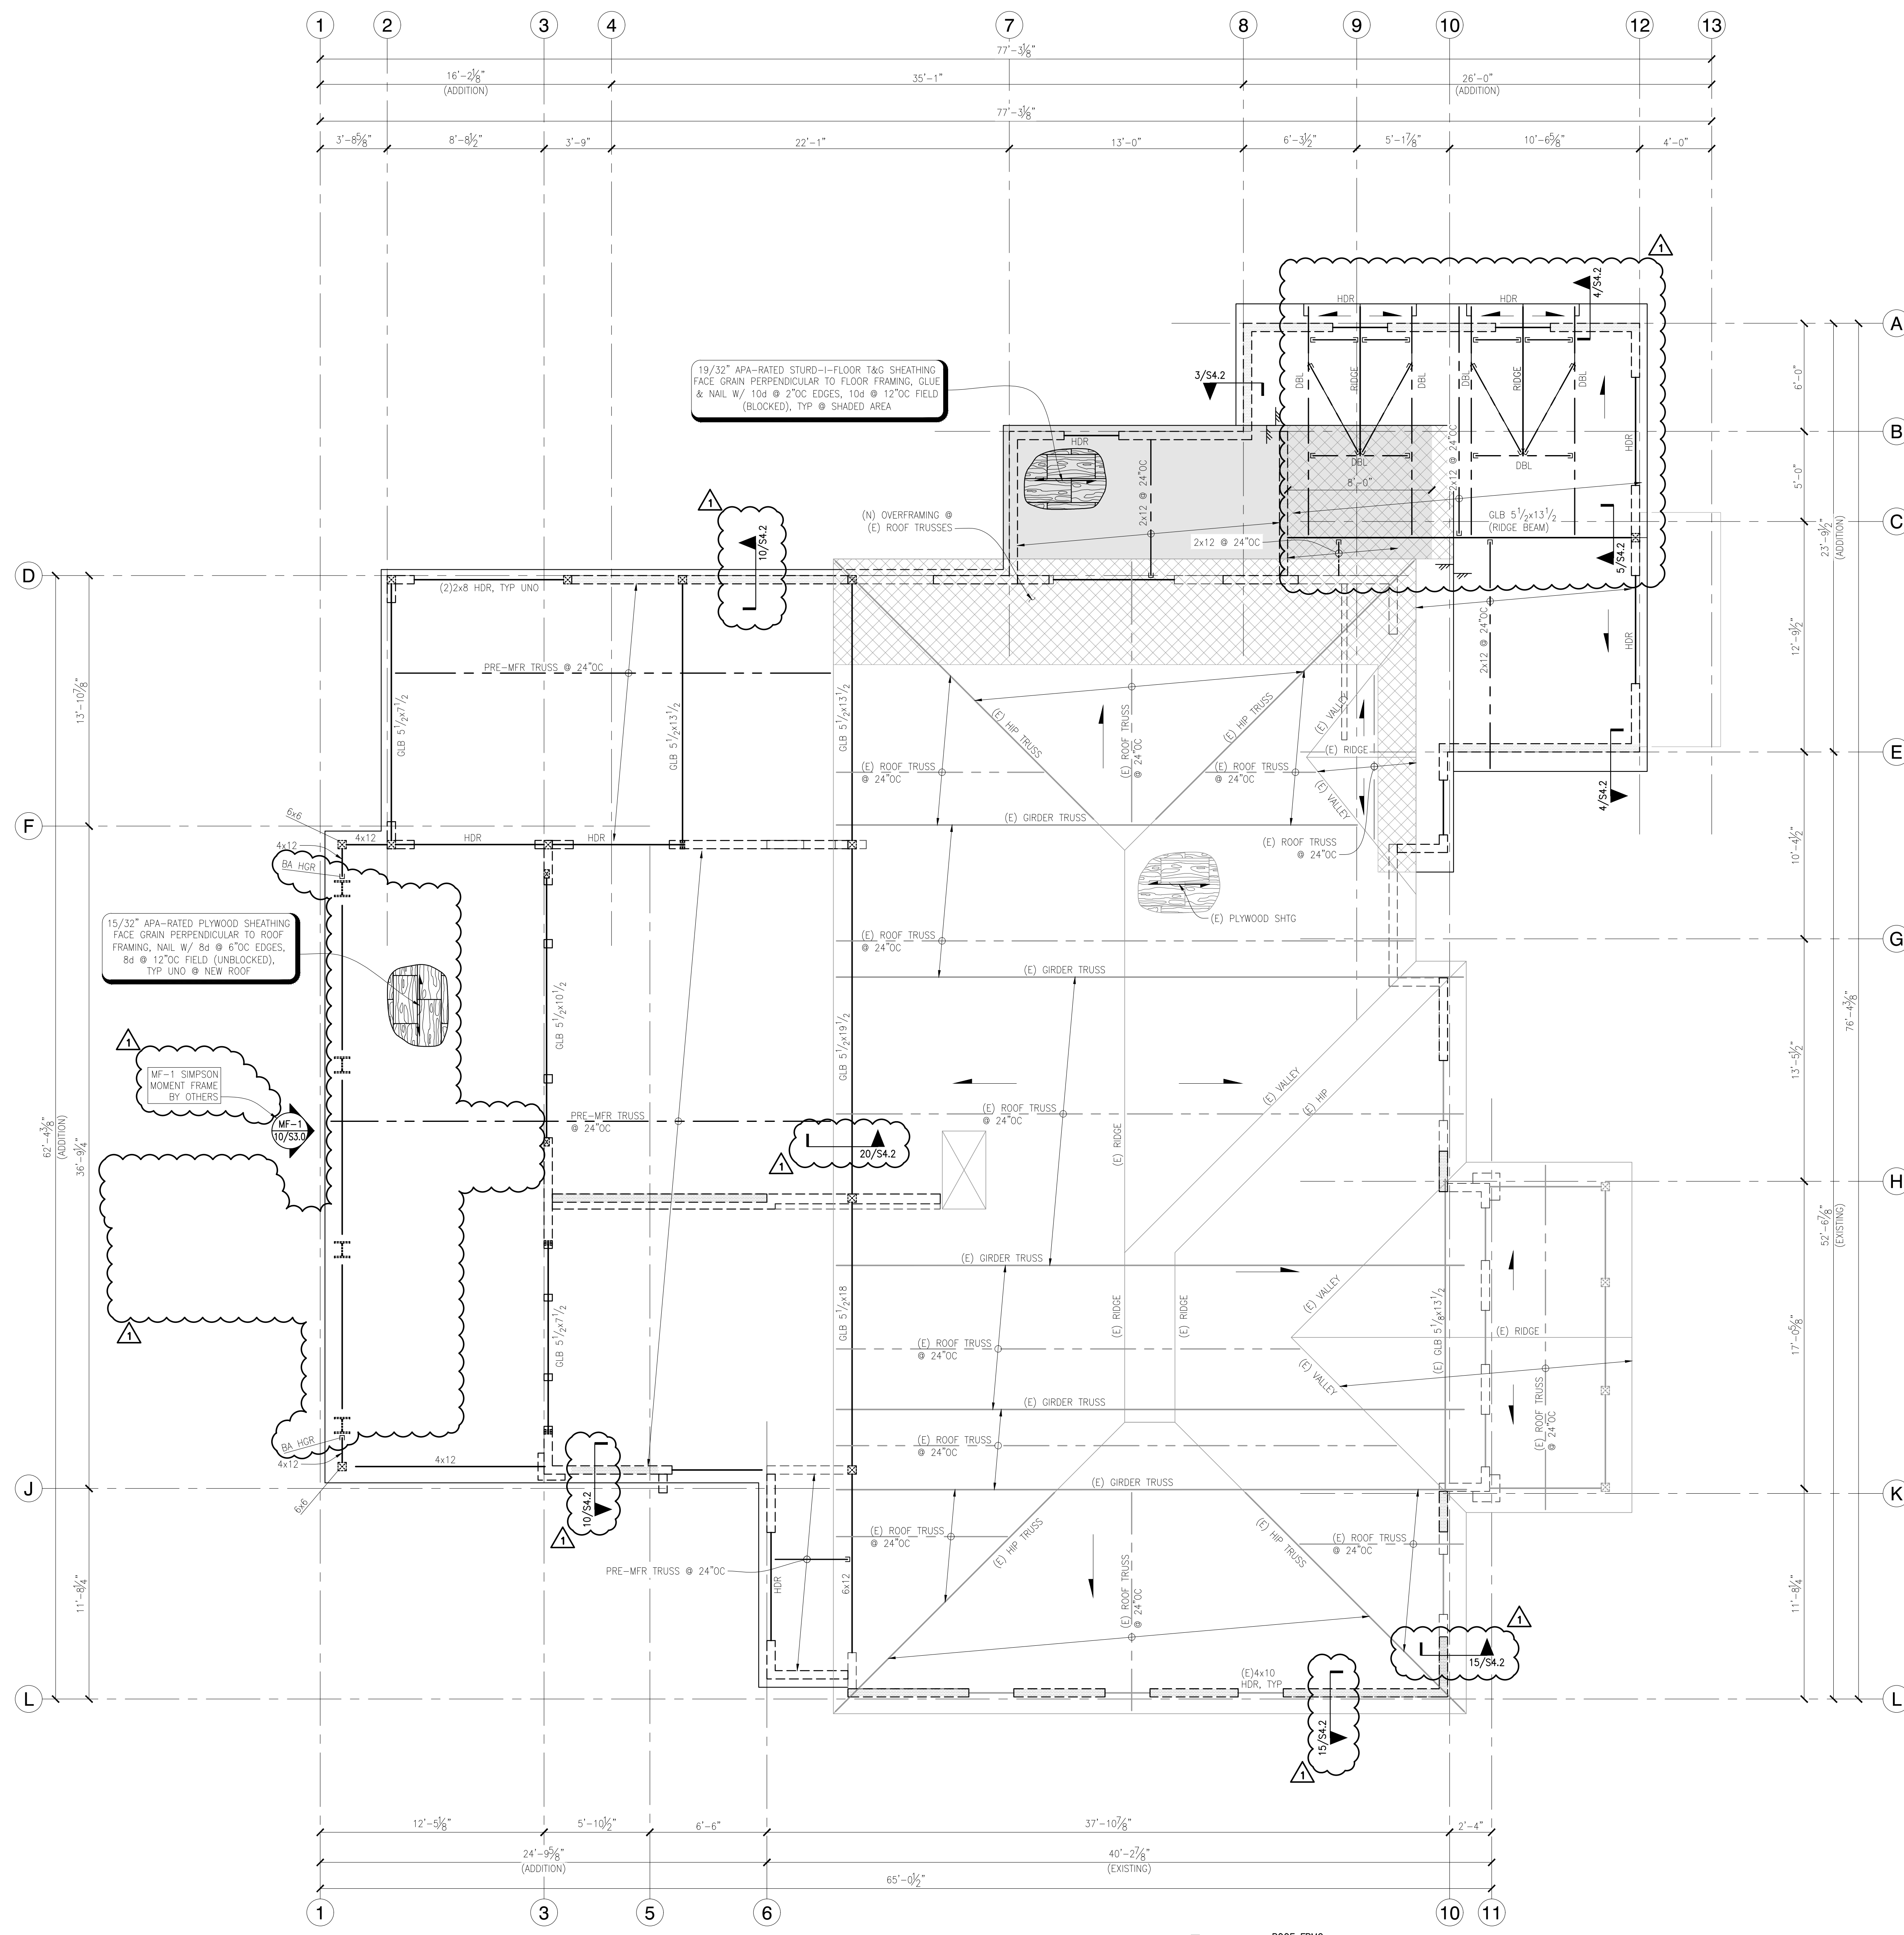 1 2 3 4 7 8 9 10 12 13
77'-3⅛"
16'-2⅛" 35'-1" 26'-0"
(ADDITION) (ADDITION)
77'-3⅛"
3'-8⅝" 8'-8½" 3'-9" 22'-1" 13'-0" 6'-3½" 5'-1⅞" 10'-6⅝" 4'-0"
1
4/S4.2
HDR HDR
A
3/S4.2
19/32" APA-RATED STURD-I-FLOOR T&G SHEATHING
FACE GRAIN PERPENDICULAR TO FLOOR FRAMING, GLUE
& NAIL W/ 10d @ 2"OC EDGES, 10d @ 12"OC FIELD
(BLOCKED), TYP @ SHADED AREA
DBL RIDGE DBL DBL RIDGE DBL
6'-0"
B
HDR
HDR
DBL DBL
2x12 @ 24"OC
2x12 @ 24"OC
8'-0"
5'-0"
1
10/S4.2
(N) OVERFRAMING @
(E) ROOF TRUSSES
GLB 5½x13½
(RIDGE BEAM)
C
2x12 @ 24"OC
5/S4.2
23'-9½"
(ADDITION)
D
(2)2x8 HDR, TYP UNO
2x12 @ 24"OC
HDR
12'-9½"
PRE-MFR TRUSS @ 24"OC
13'-10⅞"
GLB 5½x7½
GLB 5½x13½
GLB 5½x13½
(E) HIP TRUSS
(E) ROOF TRUSS
@ 24"OC
(E) HIP TRUSS
(E) VALLEY
(E) RIDGE
(E) VALLEY
E
(E) ROOF TRUSS
@ 24"OC
(E) ROOF TRUSS
@ 24"OC
4/S4.2
76'-4⅜"
F
6x6
4x12 HDR HDR
4x12
BA HGR
(E) GIRDER TRUSS
(E) ROOF TRUSS
@ 24"OC
10'-4½"
15/32" APA-RATED PLYWOOD SHEATHING
FACE GRAIN PERPENDICULAR TO ROOF
FRAMING, NAIL W/ 8d @ 6"OC EDGES,
8d @ 12"OC FIELD (UNBLOCKED),
TYP UNO @ NEW ROOF
(E) PLYWOOD SHTG
(E) ROOF TRUSS
@ 24"OC
G
(E) GIRDER TRUSS
GLB 5½x10½
GLB 5½x19½
1
MF-1 SIMPSON
MOMENT FRAME
BY OTHERS
MF-1
10/S3.0
62'-4⅜"
(ADDITION)
36'-9¼"
PRE-MFR TRUSS
@ 24"OC
(E) ROOF TRUSS
@ 24"OC
(E) VALLEY
(E) HIP
13'-5½"
20/S4.2
1
(E) RIDGE
H
52'-6⅞"
(EXISTING)
(E) GIRDER TRUSS
1
GLB 5½x7½
GLB 5½x18
(E) RIDGE
(E) RIDGE
(E) VALLEY
(E) GLB 5⅛x13½
(E) RIDGE
17'-0⅝"
(E) ROOF TRUSS
@ 24"OC
(E) VALLEY
(E) GIRDER TRUSS
(E) ROOF TRUSS
@ 24"OC
(E) ROOF TRUSS
@ 24"OC
BA HGR
4x12 4x12
6x6
J
10/S4.2
1
(E) GIRDER TRUSS
K
(E) ROOF TRUSS
@ 24"OC
(E) HIP TRUSS
(E) HIP TRUSS
(E) ROOF TRUSS
@ 24"OC
PRE-MFR TRUSS @ 24"OC
HDR
6x12
(E) ROOF TRUSS
@ 24"OC
11'-8¼"
11'-8¼"
1
15/S4.2
(E)4x10
HDR, TYP
L L
15/S4.2
1
12'-5⅛" 5'-10½" 6'-6" 37'-10⅞" 2'-4"
24'-9⅝" 40'-2⅞"
(ADDITION) (EXISTING)
65'-0½"
1 3 5 6 10 11